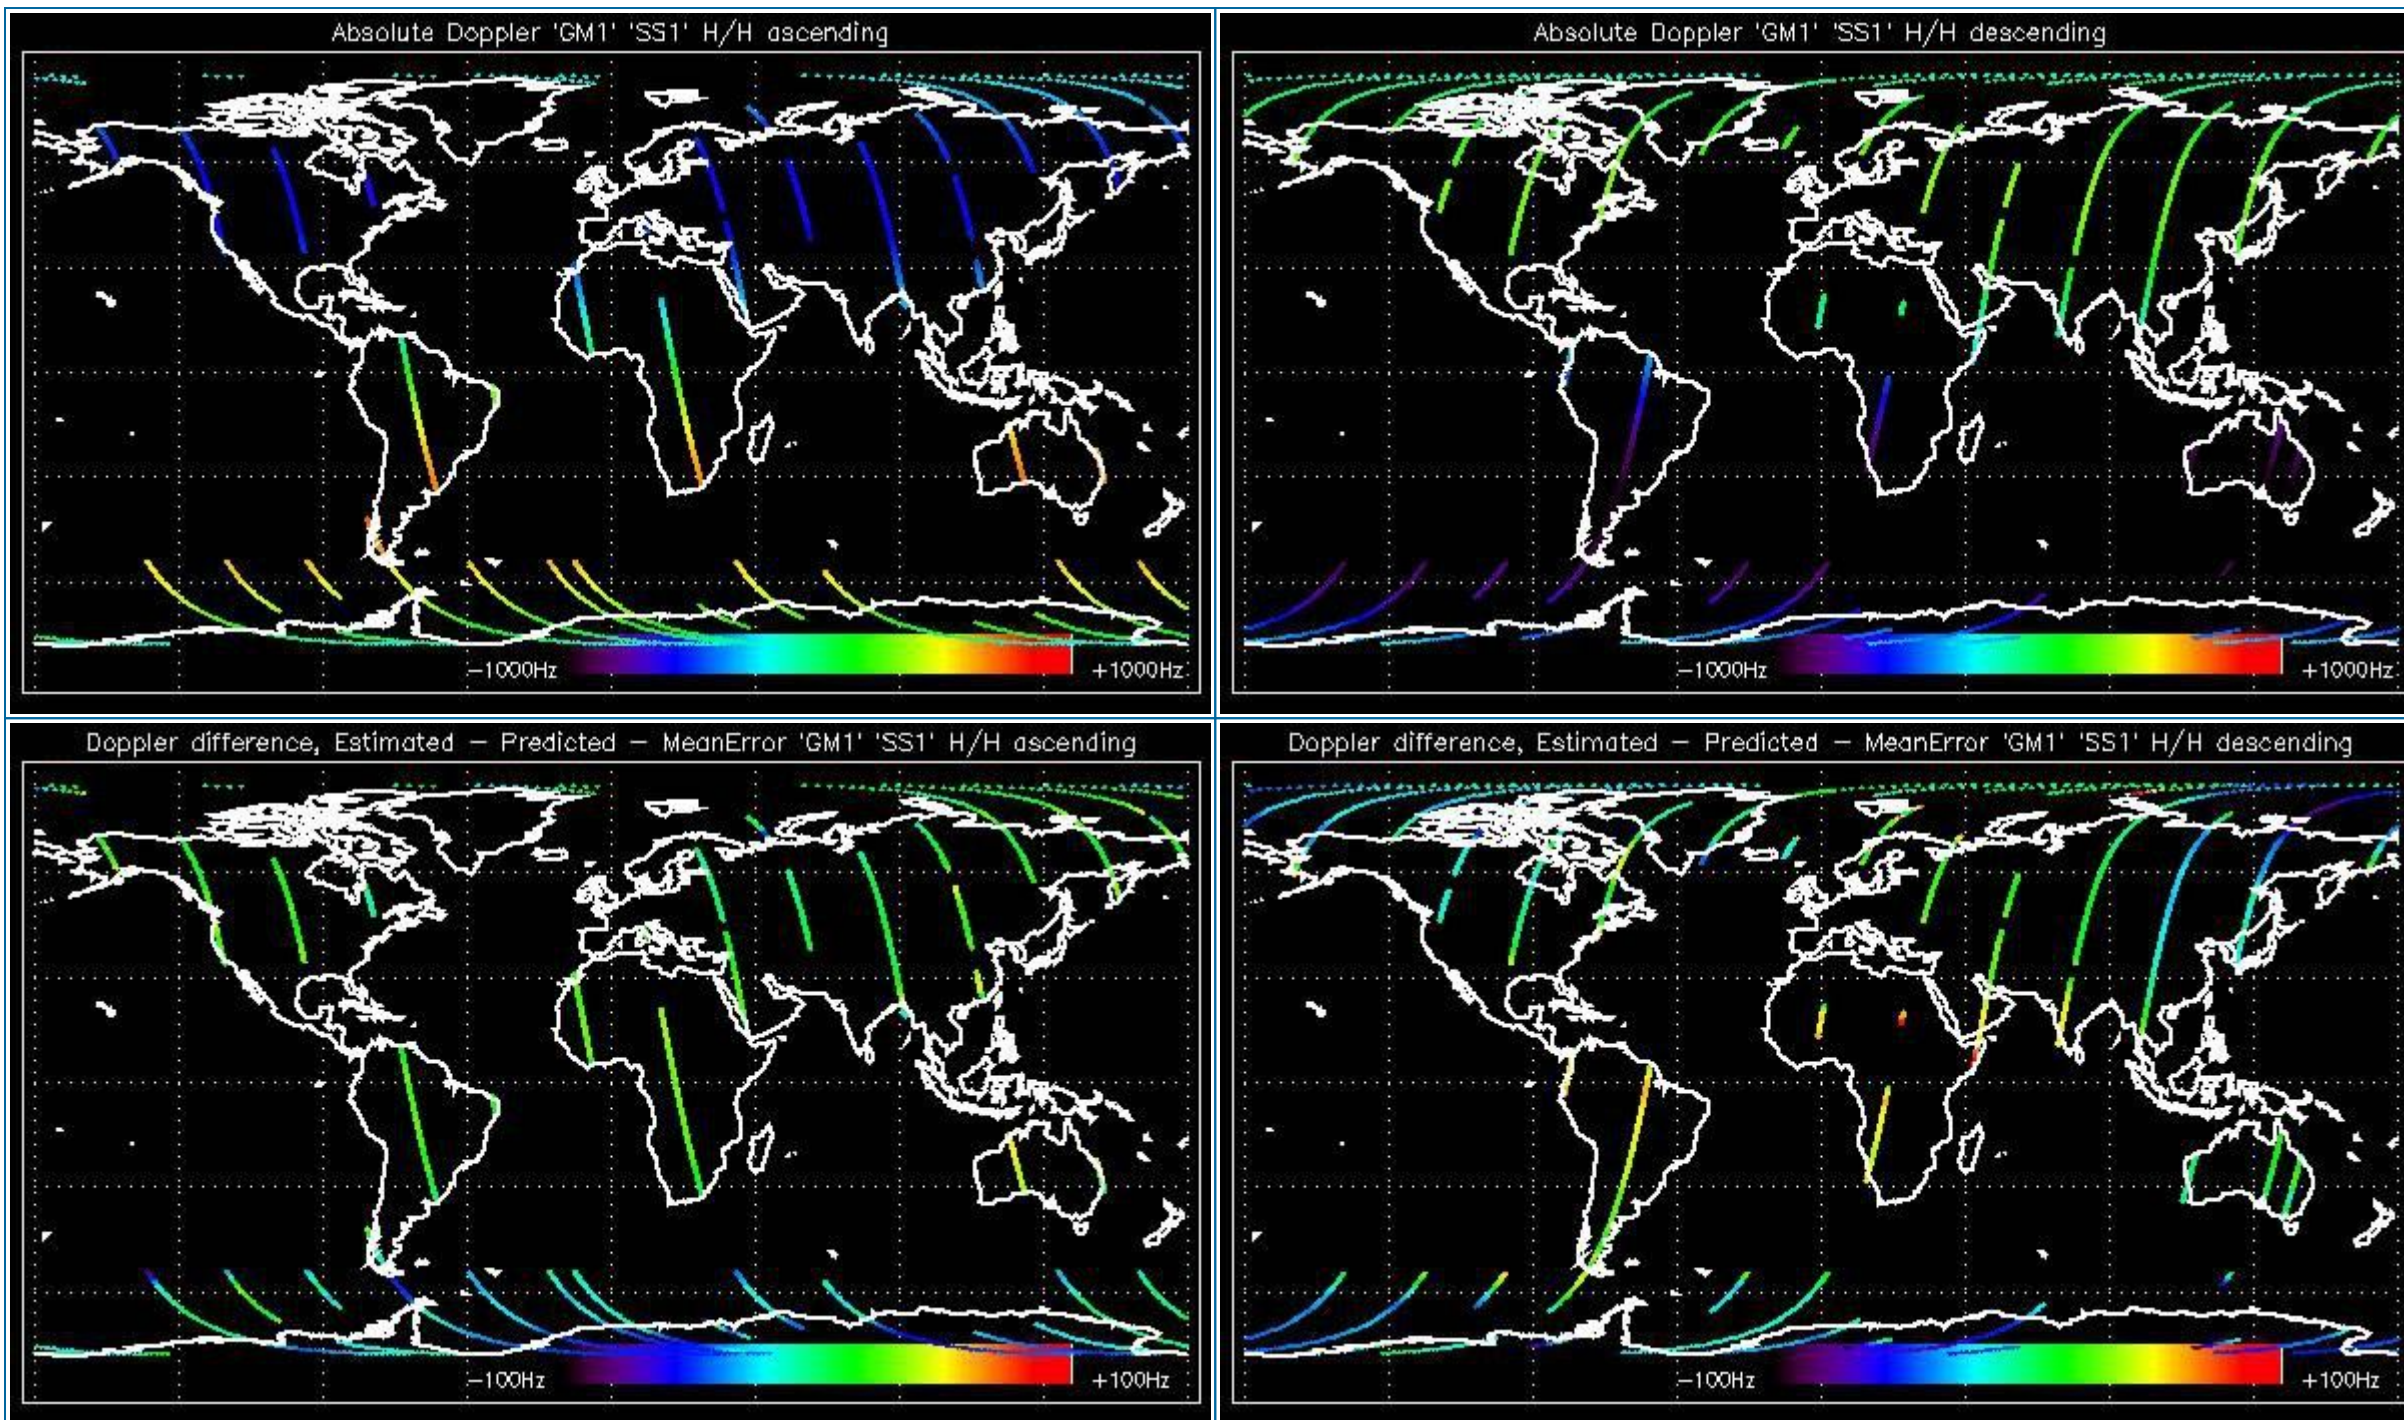 Absolute Doppler 'GM1' 'SS1' H/H ascending
-1000Hz
+1000Hz
Absolute Doppler 'GM1' 'SS1' H/H descending
-1000Hz
+1000Hz
Doppler difference, Estimated - Predicted - MeanError 'GM1' 'SS1' H/H ascending
-100Hz
+100Hz
Doppler difference, Estimated - Predicted - MeanError 'GM1' 'SS1' H/H descending
-100Hz
+100Hz